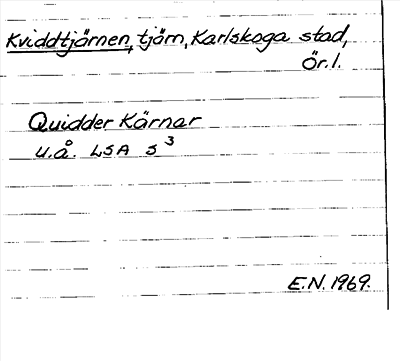 Kviddtjärnen, tjärn, Karlskoga stad,
Ör.l.
Quidder Kärnar
u.å. LSA S³
E.N. 1969.